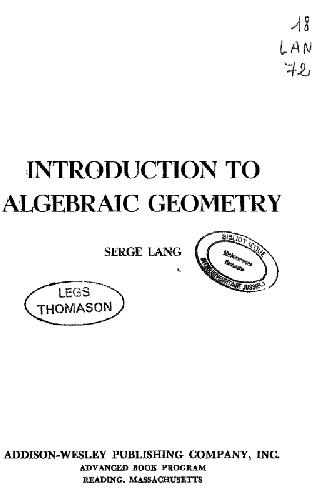 18
LAN
72
INTRODUCTION TO
ALGEBRAIC GEOMETRY
SERGE LANG
LEGS
THOMASON
ADDISON-WESLEY PUBLISHING COMPANY, INC.
ADVANCED BOOK PROGRAM
READING, MASSACHUSETTS